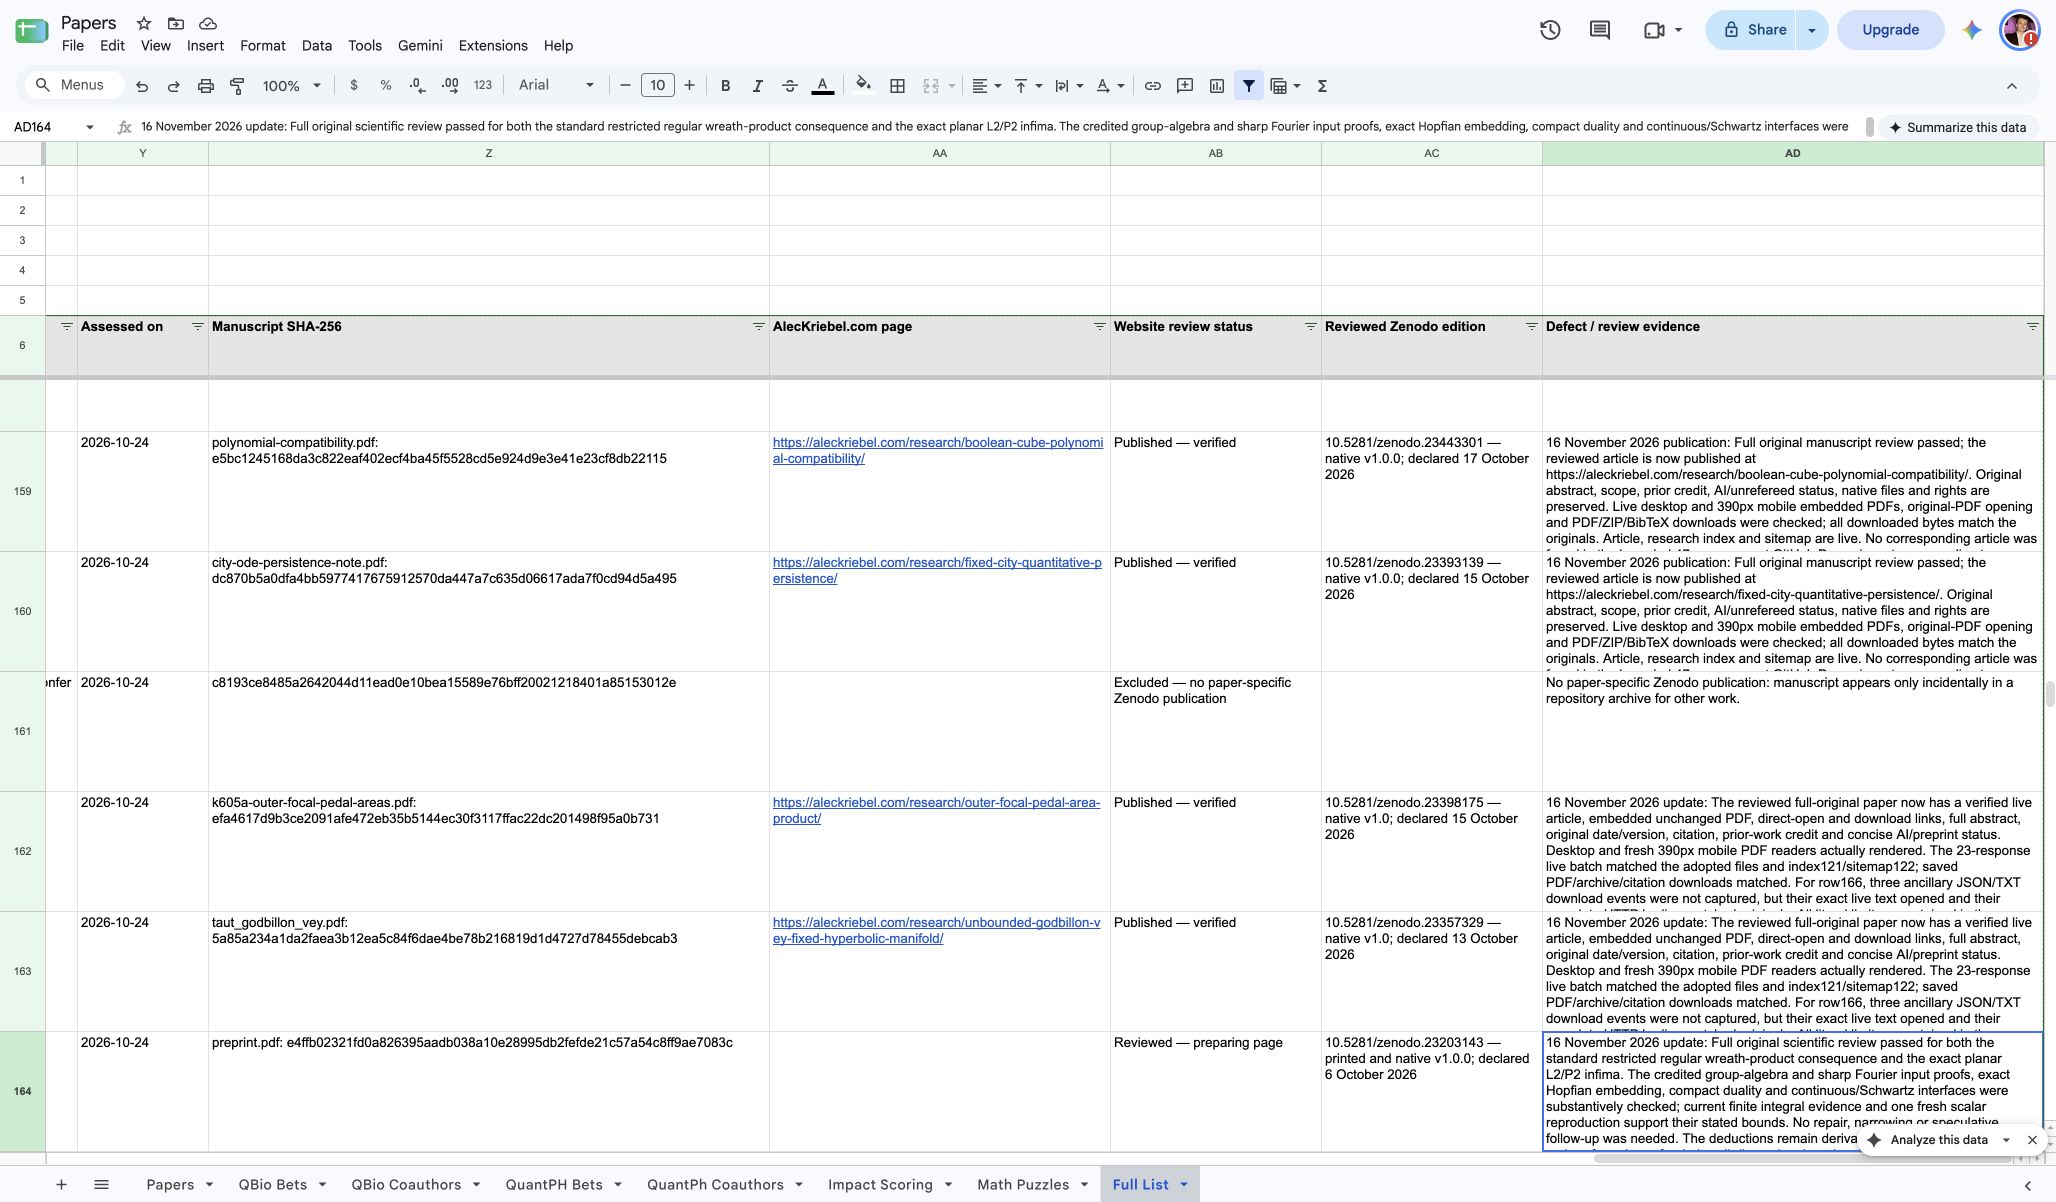 Papers
File Edit View Insert Format Data Tools Gemini Extensions Help
Share
Upgrade
Menus
100%
$ % .0 .00 123
Arial
10
B I
AD164
fx 16 November 2026 update: Full original scientific review passed for both the standard restricted regular wreath-product consequence and the exact planar L2/P2 infima. The credited group-algebra and sharp Fourier input proofs, exact Hopfian embedding, compact duality and continuous/Schwartz interfaces were
Summarize this data
Y Z AA AB AC AD
1
2
3
4
5
6 Assessed on Manuscript SHA-256 AlecKriebel.com page Website review status Reviewed Zenodo edition Defect / review evidence
159
2026-10-24
polynomial-compatibility.pdf:
e5bc1245168da3c822eaf402ecf4ba45f5528cd5e924d9e3e41e23cf8db22115
https://aleckriebel.com/research/boolean-cube-polynomi
al-compatibility/
Published — verified
10.5281/zenodo.23443301 —
native v1.0.0; declared 17 October
2026
16 November 2026 publication: Full original manuscript review passed; the
reviewed article is now published at
https://aleckriebel.com/research/boolean-cube-polynomial-compatibility/. Original
abstract, scope, prior credit, AI/unrefereed status, native files and rights are
preserved. Live desktop and 390px mobile embedded PDFs, original-PDF opening
and PDF/ZIP/BibTeX downloads were checked; all downloaded bytes match the
originals. Article, research index and sitemap are live. No corresponding article was
160
2026-10-24
city-ode-persistence-note.pdf:
dc870b5a0dfa4bb5977417675912570da447a7c635d06617ada7f0cd94d5a495
https://aleckriebel.com/research/fixed-city-quantitative-p
ersistence/
Published — verified
10.5281/zenodo.23393139 —
native v1.0.0; declared 15 October
2026
16 November 2026 publication: Full original manuscript review passed; the
reviewed article is now published at
https://aleckriebel.com/research/fixed-city-quantitative-persistence/. Original
abstract, scope, prior credit, AI/unrefereed status, native files and rights are
preserved. Live desktop and 390px mobile embedded PDFs, original-PDF opening
and PDF/ZIP/BibTeX downloads were checked; all downloaded bytes match the
originals. Article, research index and sitemap are live. No corresponding article was
161
onfer
2026-10-24
c8193ce8485a2642044d11ead0e10bea15589e76bff20021218401a85153012e
Excluded — no paper-specific
Zenodo publication
No paper-specific Zenodo publication: manuscript appears only incidentally in a
repository archive for other work.
162
2026-10-24
k605a-outer-focal-pedal-areas.pdf:
efa4617d9b3ce2091afe472eb35b5144ec30f3117ffac22dc201498f95a0b731
https://aleckriebel.com/research/outer-focal-pedal-area-
product/
Published — verified
10.5281/zenodo.23398175 —
native v1.0; declared 15 October
2026
16 November 2026 update: The reviewed full-original paper now has a verified live
article, embedded unchanged PDF, direct-open and download links, full abstract,
original date/version, citation, prior-work credit and concise AI/preprint status.
Desktop and fresh 390px mobile PDF readers actually rendered. The 23-response
live batch matched the adopted files and index121/sitemap122; saved
PDF/archive/citation downloads matched. For row166, three ancillary JSON/TXT
download events were not captured, but their exact live text opened and their
163
2026-10-24
taut_godbillon_vey.pdf:
5a85a234a1da2faea3b12ea5c84f6dae4be78b216819d1d4727d78455debcab3
https://aleckriebel.com/research/unbounded-godbillon-v
ey-fixed-hyperbolic-manifold/
Published — verified
10.5281/zenodo.23357329 —
native v1.0; declared 13 October
2026
16 November 2026 update: The reviewed full-original paper now has a verified live
article, embedded unchanged PDF, direct-open and download links, full abstract,
original date/version, citation, prior-work credit and concise AI/preprint status.
Desktop and fresh 390px mobile PDF readers actually rendered. The 23-response
live batch matched the adopted files and index121/sitemap122; saved
PDF/archive/citation downloads matched. For row166, three ancillary JSON/TXT
download events were not captured, but their exact live text opened and their
164
2026-10-24
preprint.pdf: e4ffb02321fd0a826395aadb038a10e28995db2fefde21c57a54c8ff9ae7083c
Reviewed — preparing page
10.5281/zenodo.23203143 —
printed and native v1.0.0; declared
6 October 2026
16 November 2026 update: Full original scientific review passed for both the
standard restricted regular wreath-product consequence and the exact planar
L2/P2 infima. The credited group-algebra and sharp Fourier input proofs, exact
Hopfian embedding, compact duality and continuous/Schwartz interfaces were
substantively checked; current finite integral evidence and one fresh scalar
reproduction support their stated bounds. No repair, narrowing or speculative
follow-up was needed. The deductions remain
Analyze this data
Papers QBio Bets QBio Coauthors QuantPH Bets QuantPh Coauthors Impact Scoring Math Puzzles Full List